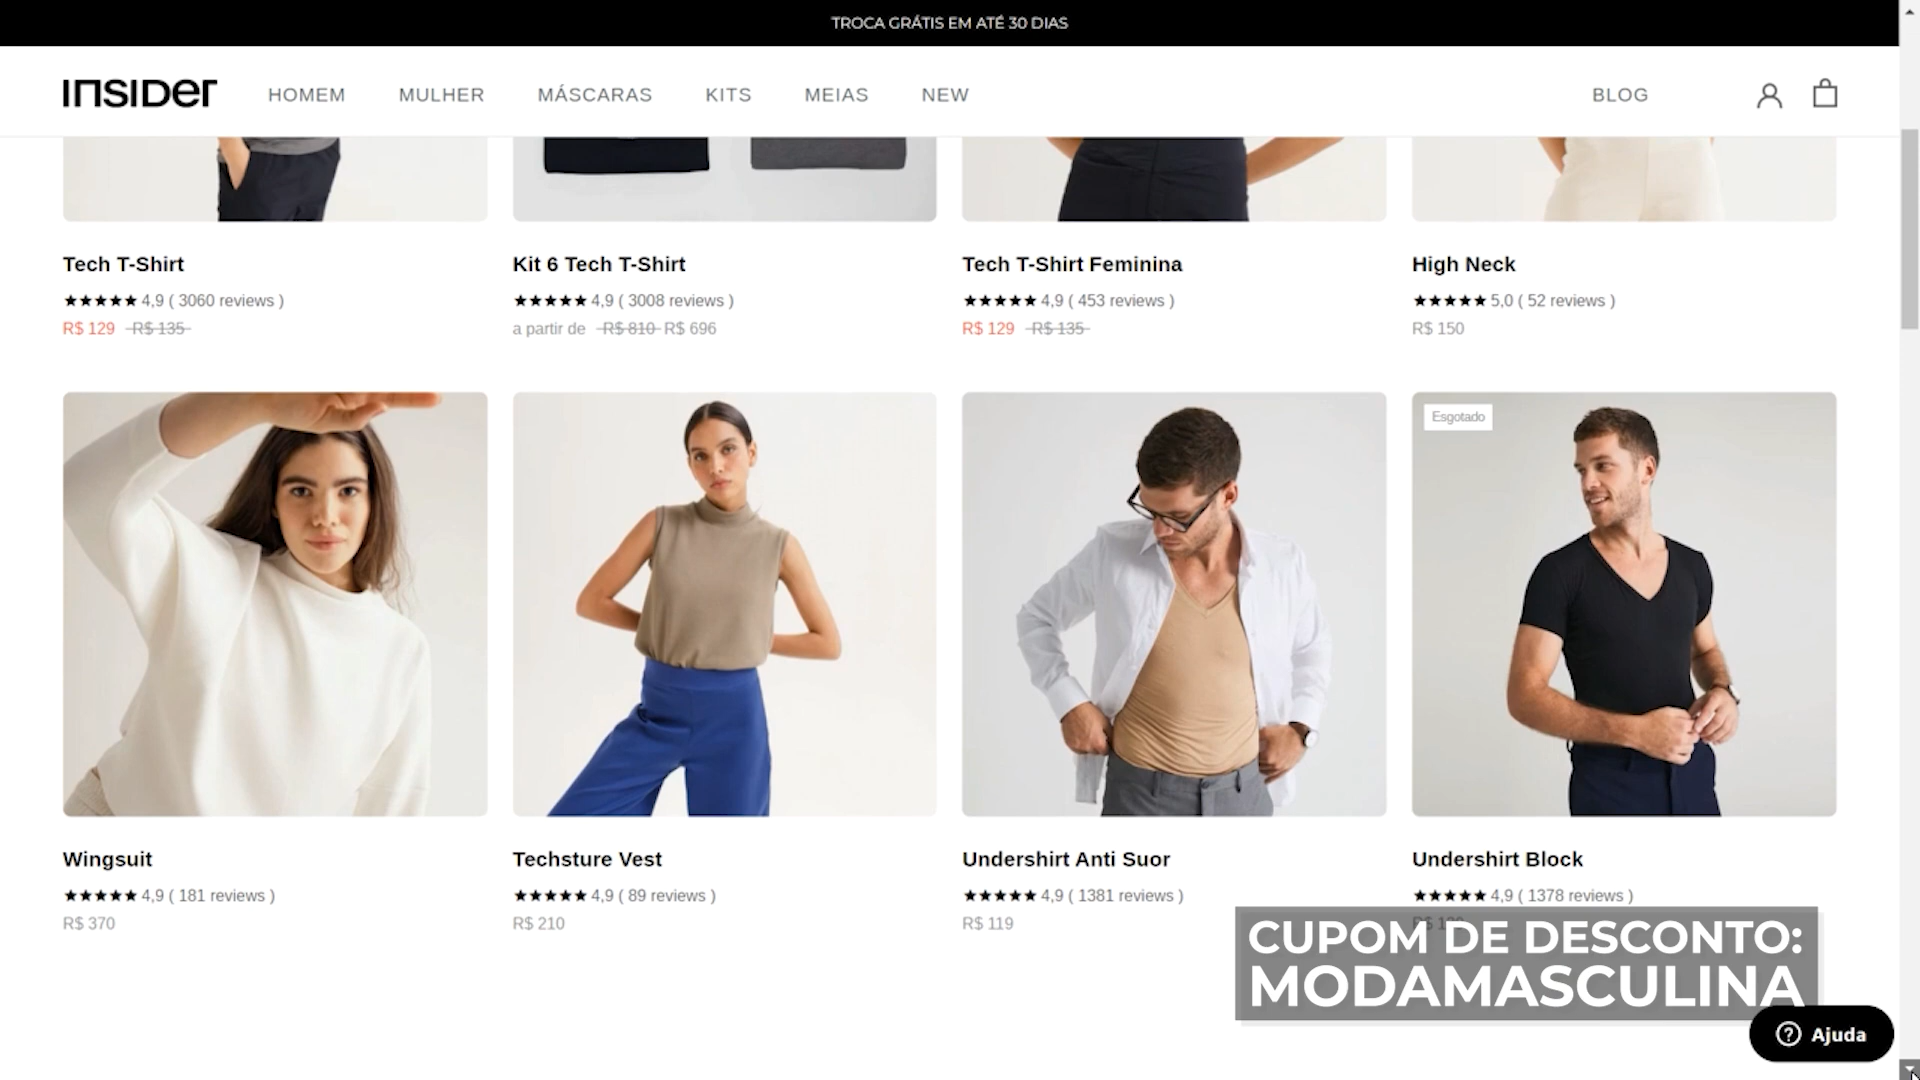 TROCA GRÁTIS EM ATÉ 30 DIAS
INSIDER HOMEM MULHER MÁSCARAS KITS MEIAS NEW BLOG
Tech T-Shirt
4,9 ( 3060 reviews )
R$ 129 R$ 135
Kit 6 Tech T-Shirt
4,9 ( 3008 reviews )
a partir de R$ 810 R$ 696
Tech T-Shirt Feminina
4,9 ( 453 reviews )
R$ 129 R$ 135
High Neck
5,0 ( 52 reviews )
R$ 150
Esgotado
Wingsuit
4,9 ( 181 reviews )
R$ 370
Techsture Vest
4,9 ( 89 reviews )
R$ 210
Undershirt Anti Suor
4,9 ( 1381 reviews )
R$ 119
Undershirt Block
4,9 ( 1378 reviews )
CUPOM DE DESCONTO:
MODAMASCULINA
Ajuda